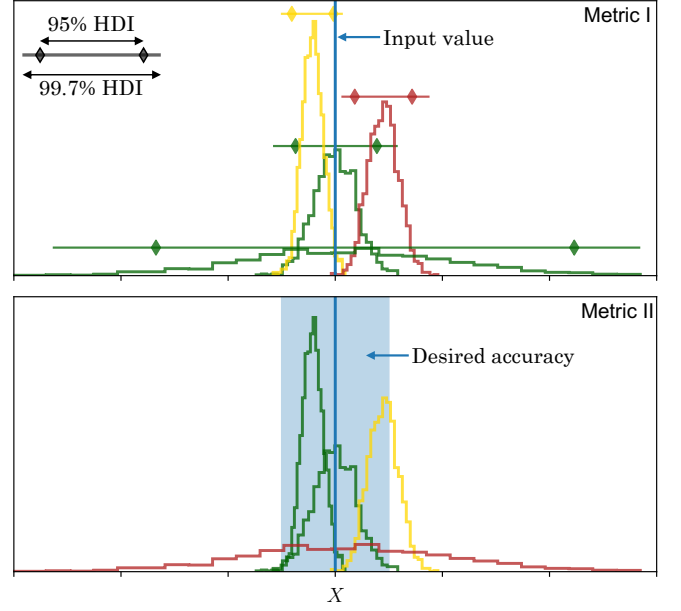 Metric I
95% HDI
Input value
99.7% HDI
Metric II
Desired accuracy
X